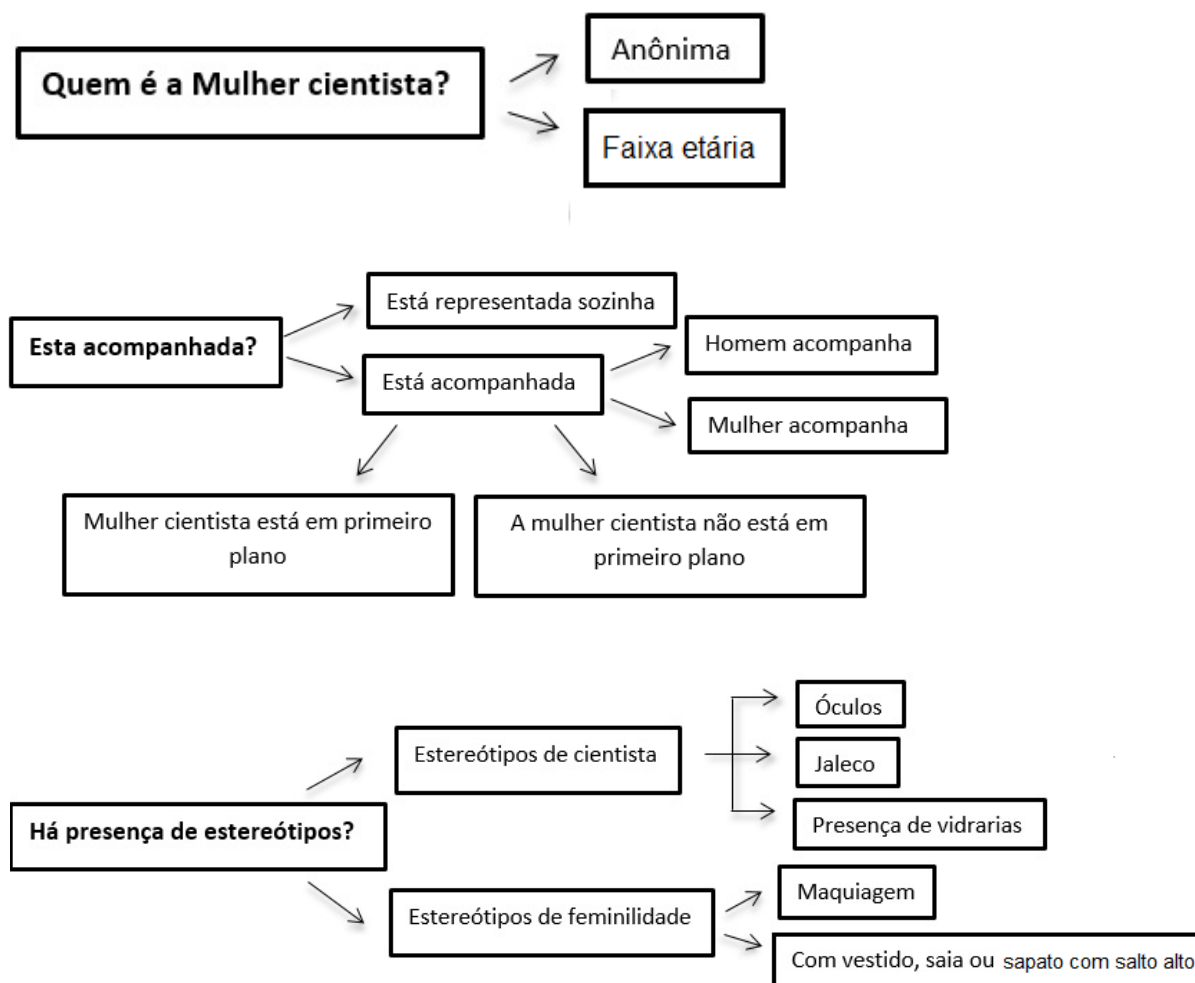 Quem é a Mulher cientista?
Anônima
Faixa etária
Esta acompanhada?
Está representada sozinha
Está acompanhada
Homem acompanha
Mulher acompanha
Mulher cientista está em primeiro
plano
A mulher cientista não está em
primeiro plano
Há presença de estereótipos?
Estereótipos de cientista
Óculos
Jaleco
Presença de vidrarias
Estereótipos de feminilidade
Maquiagem
Com vestido, saia ou sapato com salto alto